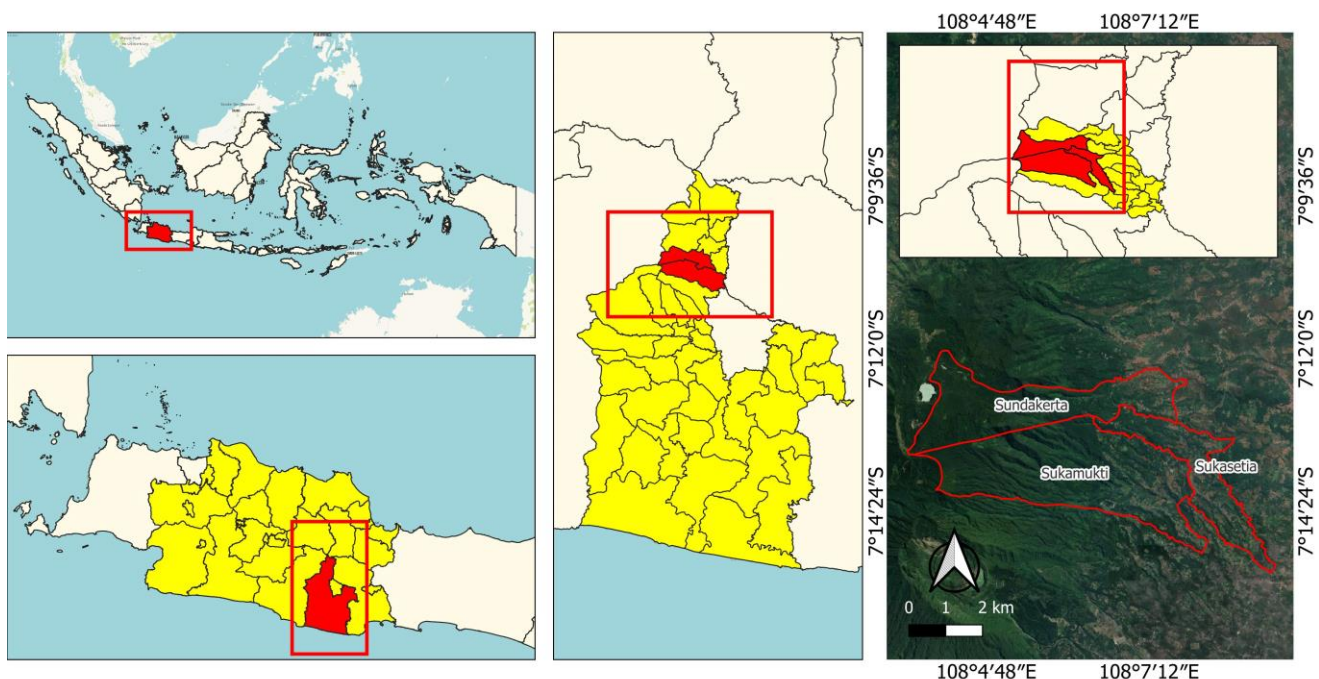 108°4′48″E 108°7′12″E
7°9′36″S 7°9′36″S
7°12′0″S 7°12′0″S
Sundakerta
Sukamukti
Sukasetia
7°14′24″S 7°14′24″S
0 1 2 km
108°4′48″E 108°7′12″E